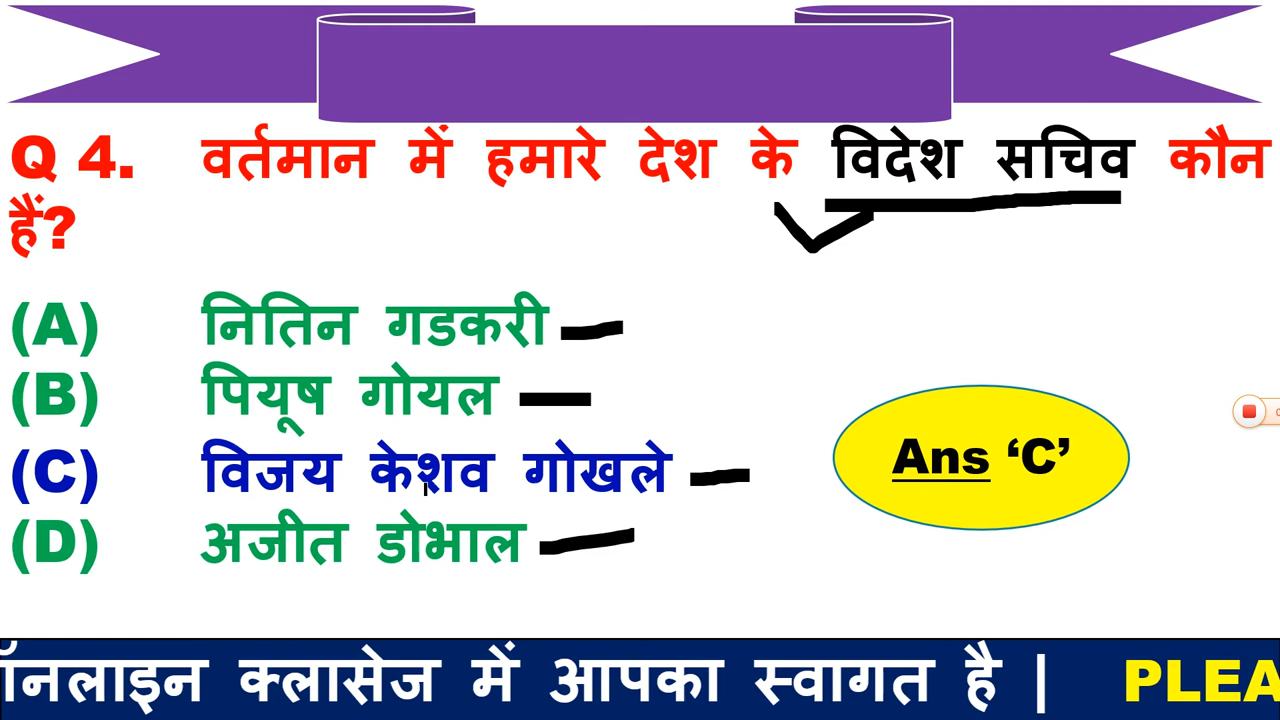 Q 4. वर्तमान में हमारे देश के विदेश सचिव कौन
हैं?
(A) नितिन गडकरी
(B) पियूष गोयल
(C) विजय केशव गोखले
(D) अजीत डोभाल
Ans ‘C’
ऑनलाइन क्लासेज में आपका स्वागत है | PLEA